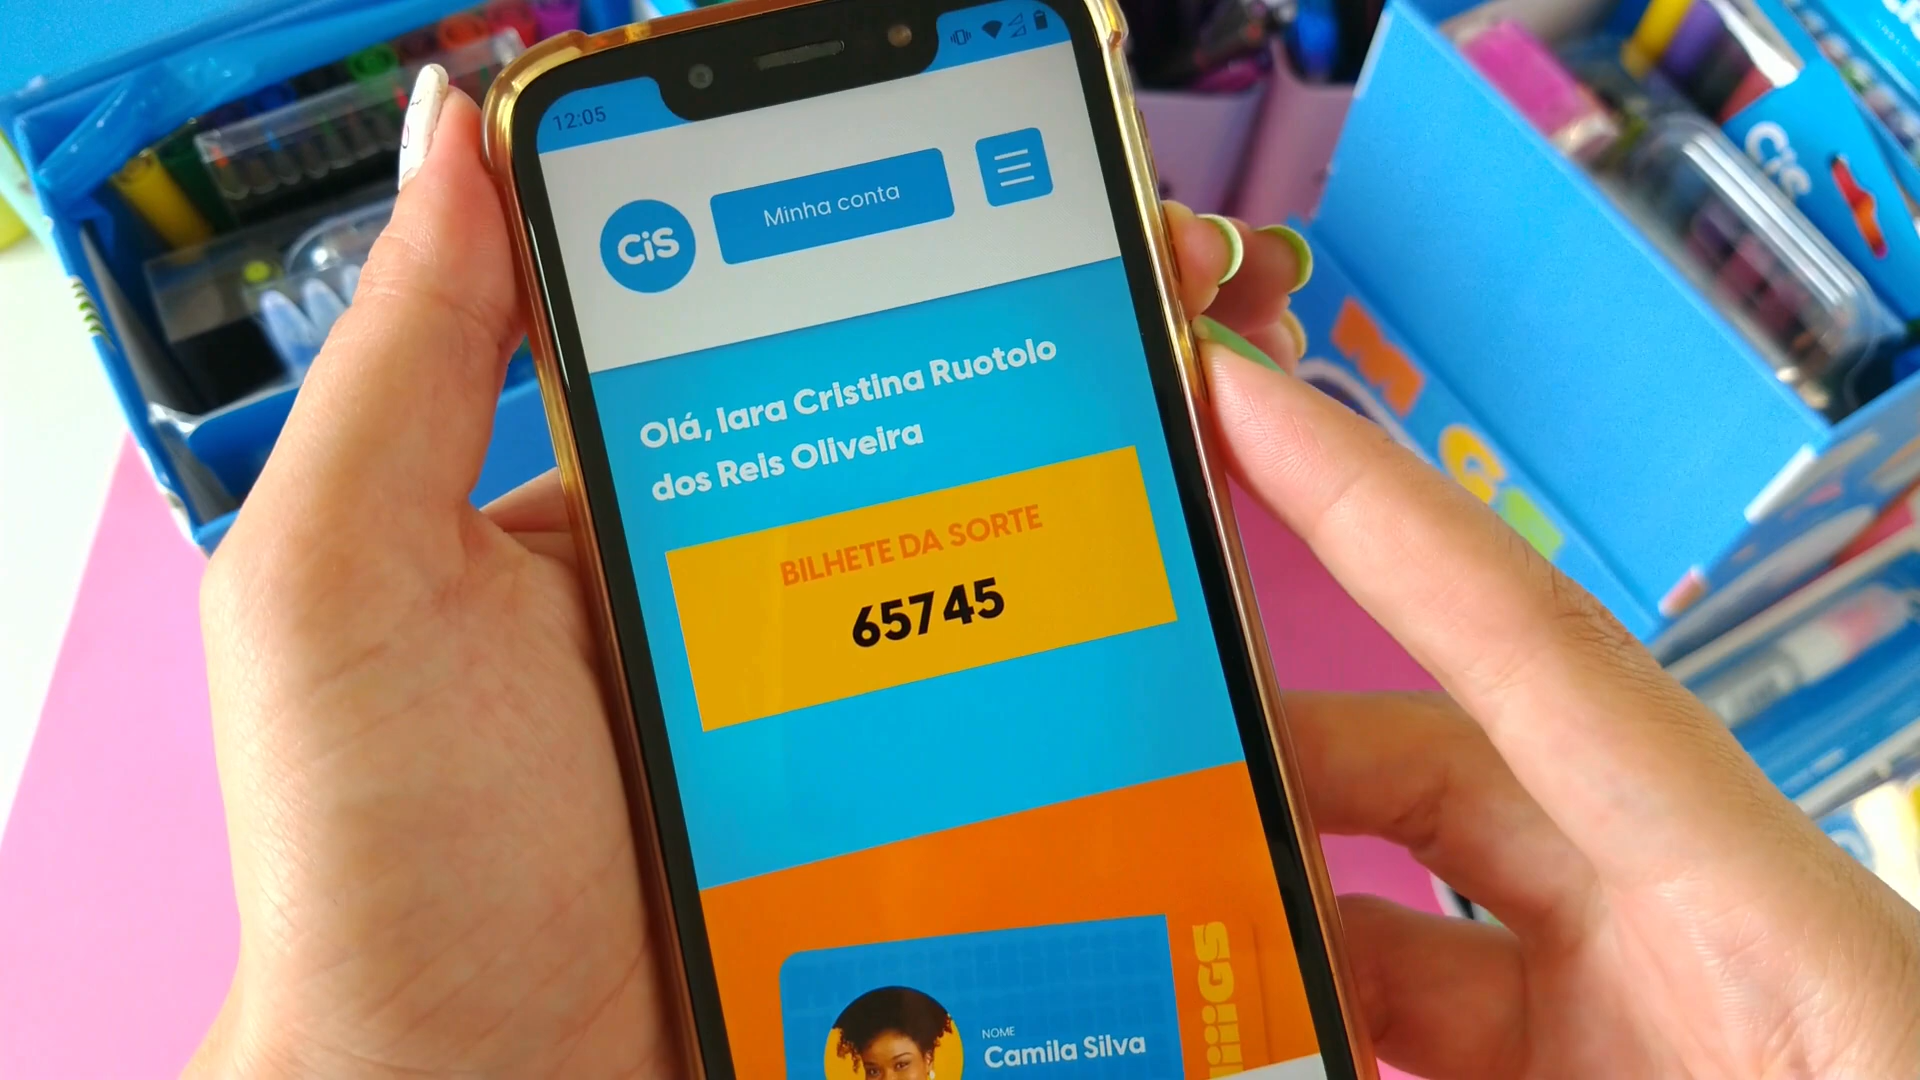 12:05
CiS
Minha conta
Olá, Iara Cristina Ruotolo
dos Reis Oliveira
BILHETE DA SORTE
65745
NOME
Camila Silva
iiiGS
Cis